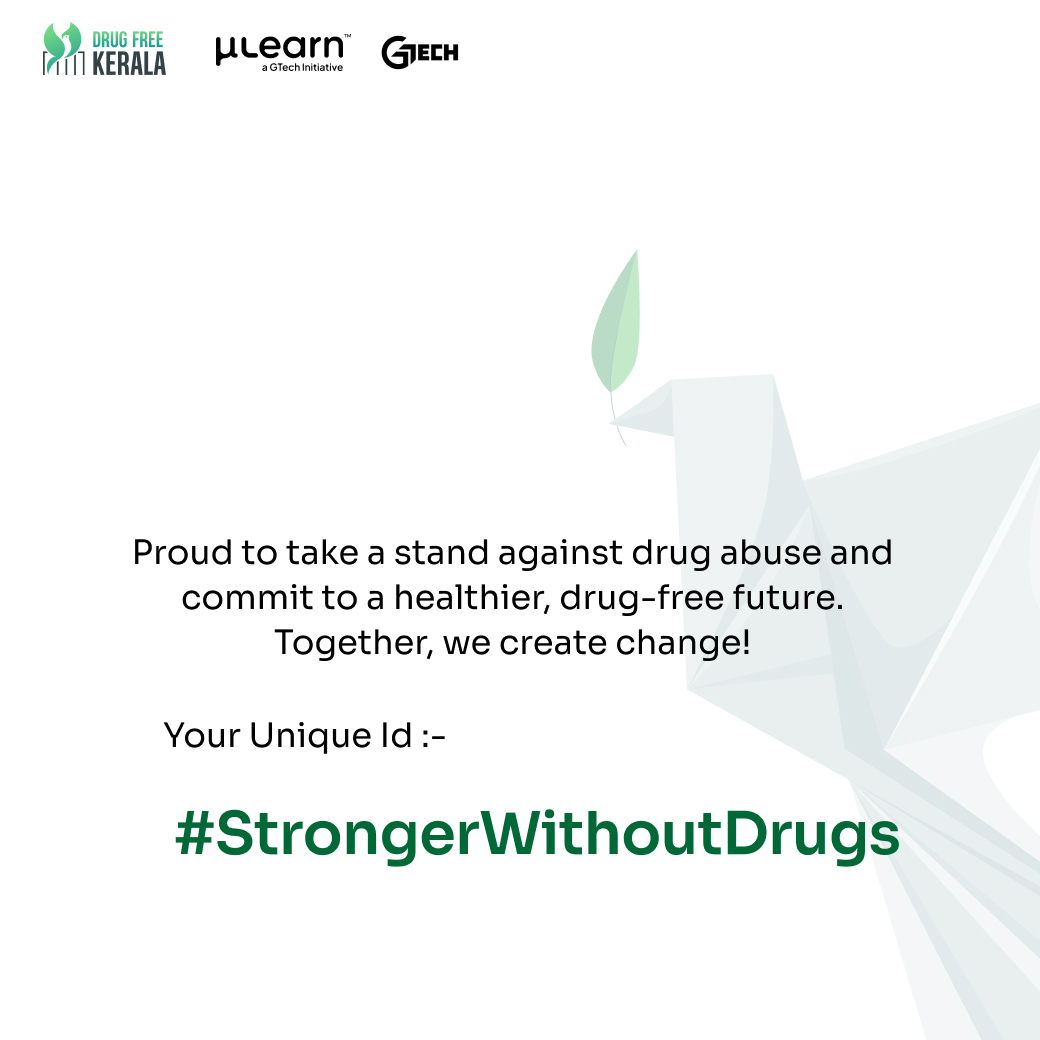 DRUG FREE
KERALA
µLearn™
a GTech Initiative
GTECH
Proud to take a stand against drug abuse and
commit to a healthier, drug-free future.
Together, we create change!
Your Unique Id :-
#StrongerWithoutDrugs